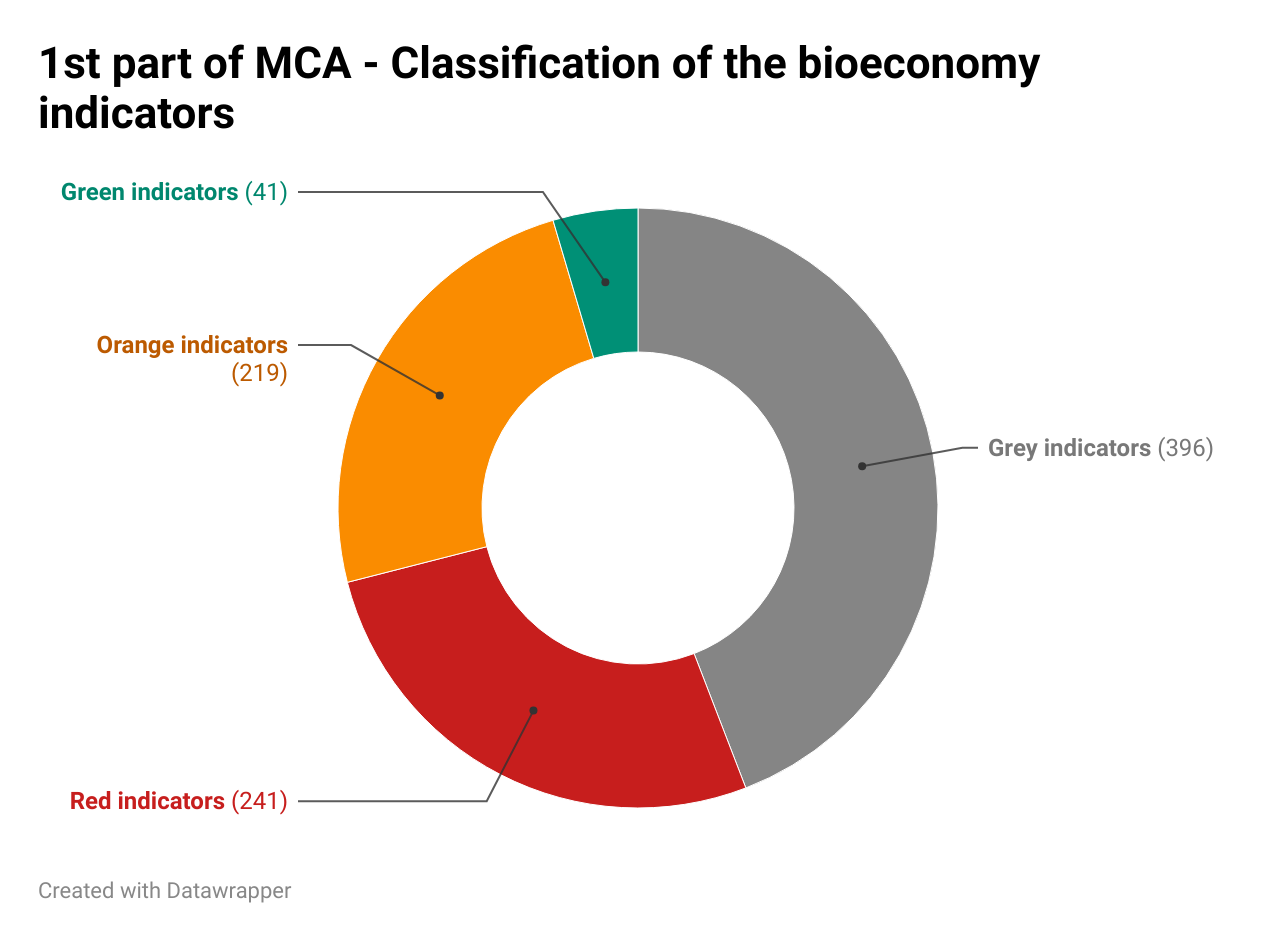 1st part of MCA - Classification of the bioeconomy
indicators
Green indicators (41)
Orange indicators
(219)
Grey indicators (396)
Red indicators (241)
Created with Datawrapper